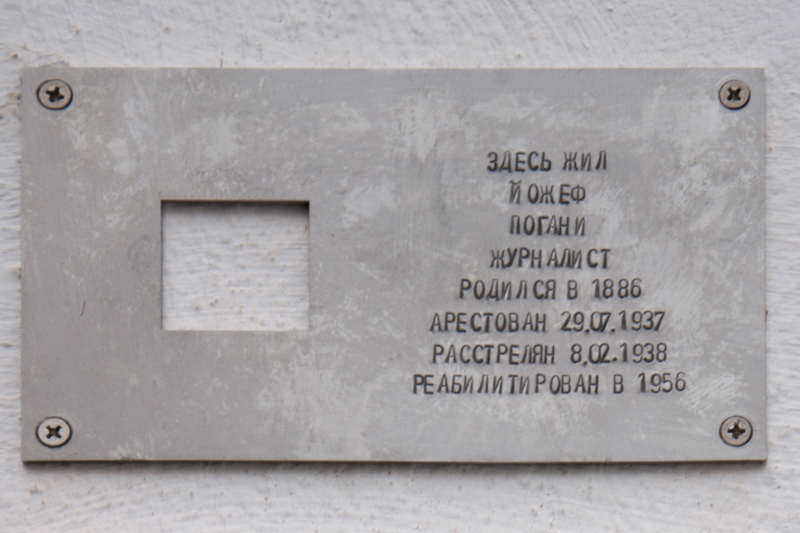 ЗДЕСЬ ЖИЛ
ЙОЖЕФ
ПОГАНИ
ЖУРНАЛИСТ
РОДИЛСЯ В 1886
АРЕСТОВАН 29.07.1937
РАССТРЕЛЯН 8.02.1938
РЕАБИЛИТИРОВАН В 1956